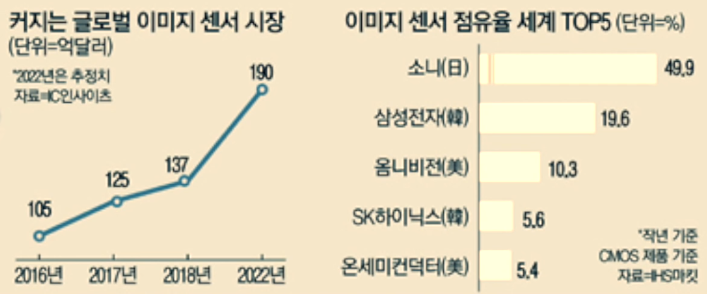 커지는 글로벌 이미지 센서 시장
(단위=억달러)
*2022년은 추정치
자료=IC인사이츠
105
125
137
190
2016년 2017년 2018년 2022년
이미지 센서 점유율 세계 TOP5 (단위=%)
소니(日) 49.9
삼성전자(韓) 19.6
옴니비전(美) 10.3
SK하이닉스(韓) 5.6
온세미컨덕터(美) 5.4
*작년 기준
CMOS 제품 기준
자료=IHS마킷